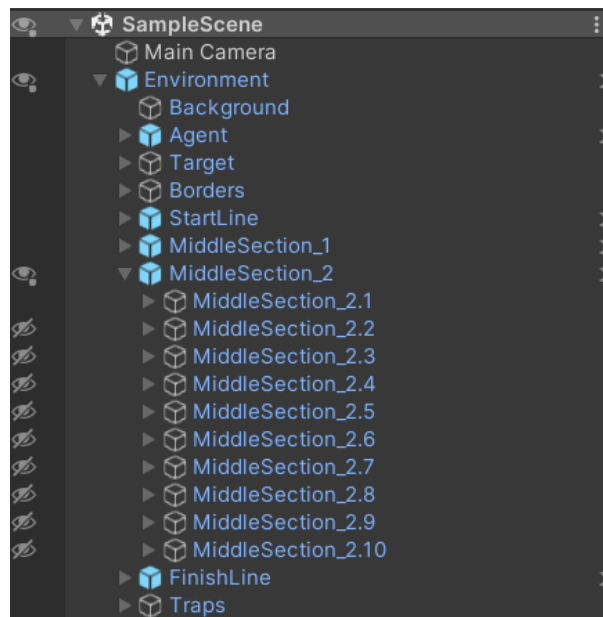 SampleScene
Main Camera
Environment
Background
Agent
Target
Borders
StartLine
MiddleSection_1
MiddleSection_2
MiddleSection_2.1
MiddleSection_2.2
MiddleSection_2.3
MiddleSection_2.4
MiddleSection_2.5
MiddleSection_2.6
MiddleSection_2.7
MiddleSection_2.8
MiddleSection_2.9
MiddleSection_2.10
FinishLine
Traps